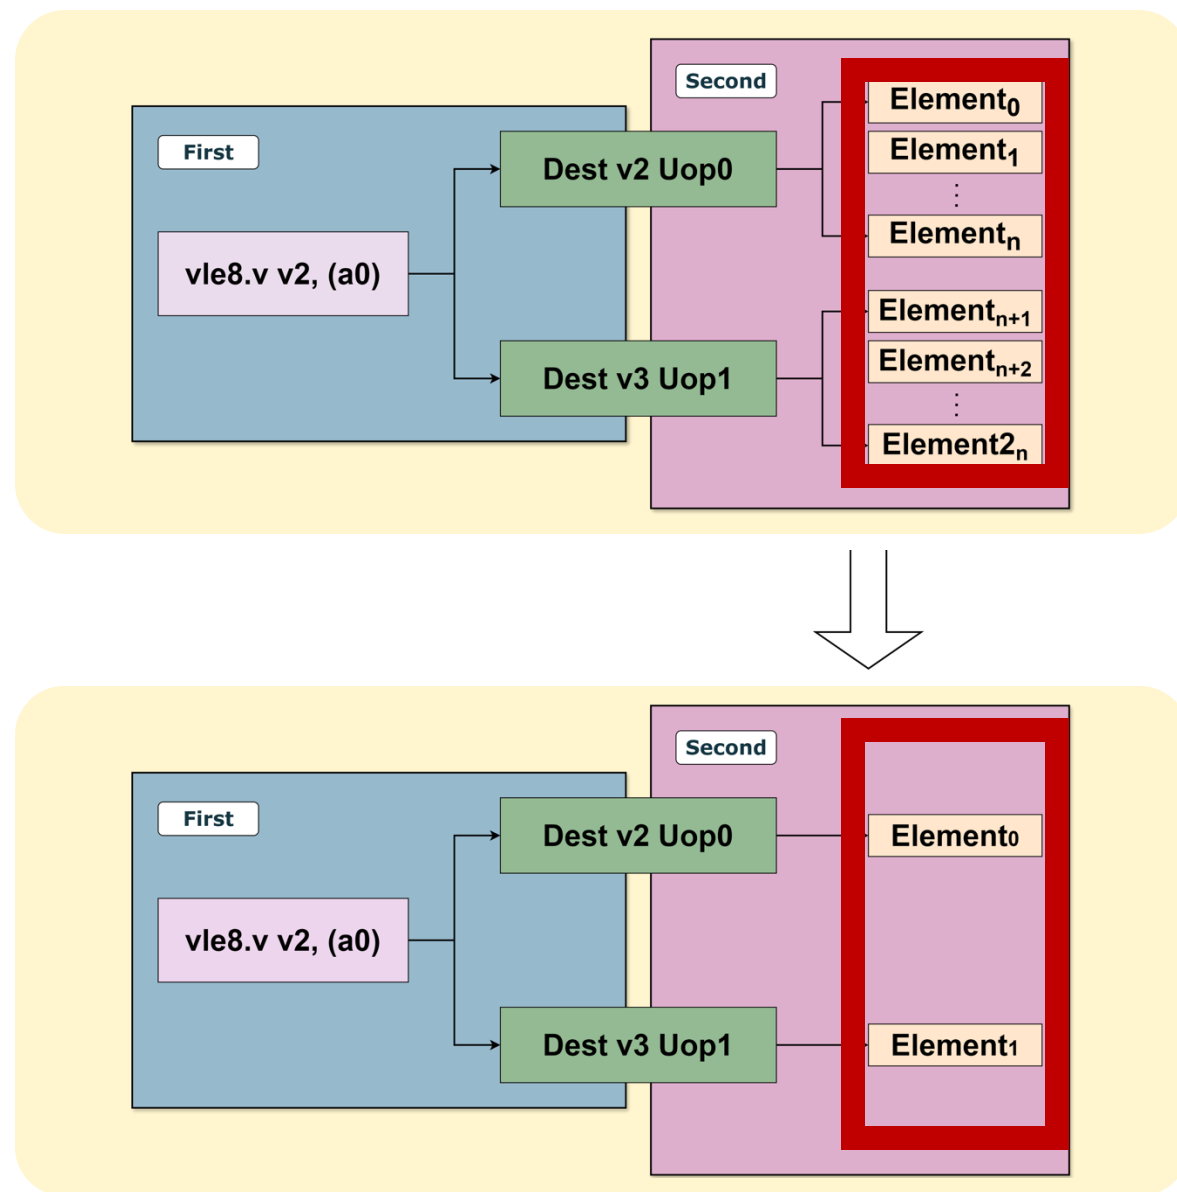 Second
Element0
First
Dest v2 Uop0
Element1
⋮
Elementn
vle8.v v2, (a0)
Elementn+1
Dest v3 Uop1
Elementn+2
⋮
Element2n
Second
First
Dest v2 Uop0
Element0
vle8.v v2, (a0)
Dest v3 Uop1
Element1